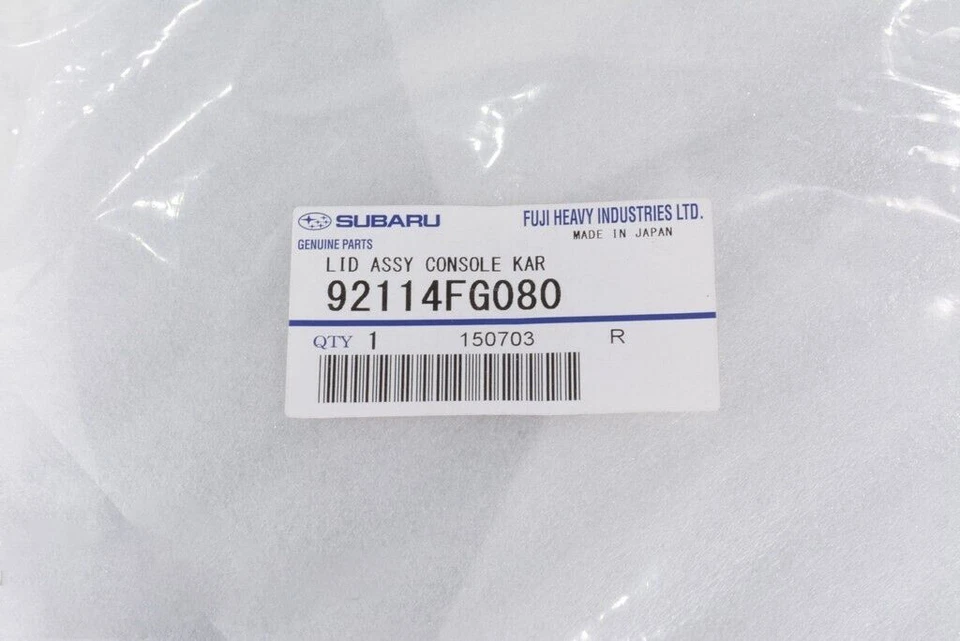 SUBARU
FUJI HEAVY INDUSTRIES LTD.
GENUINE PARTS
MADE IN JAPAN
LID ASSY CONSOLE KAR
92114FG080
QTY 1 150703 R